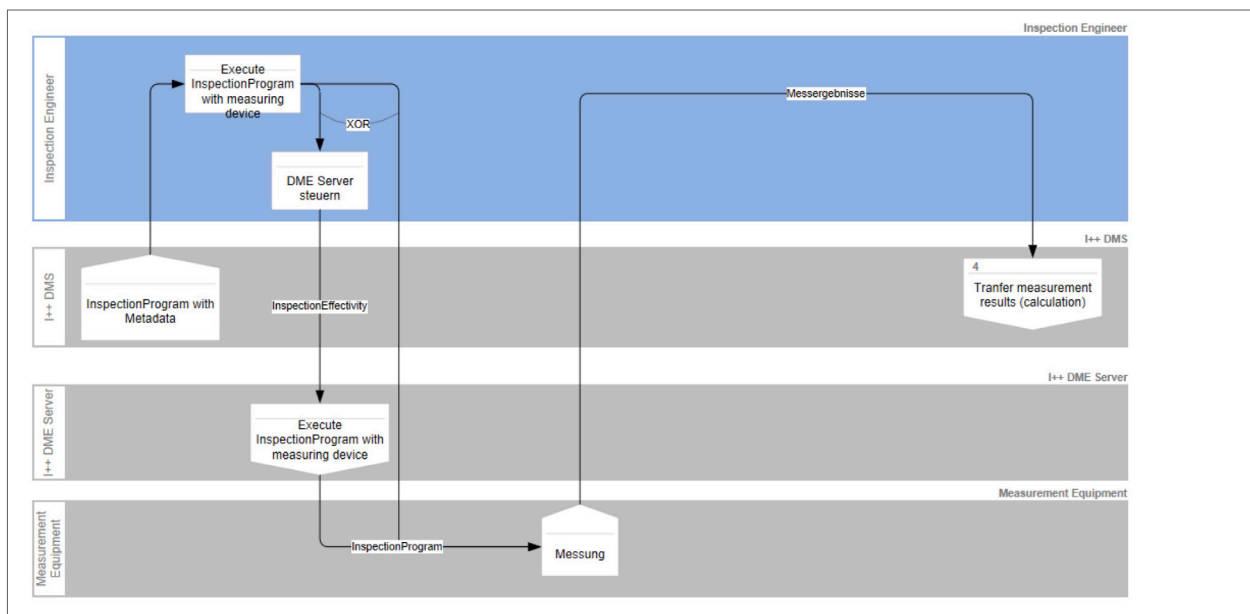 Inspection Engineer
Inspection Engineer
Execute
InspectionProgram
with measuring
device
XOR
Messergebnisse
DME Server
steuern
I++ DMS
I++ DMS
InspectionProgram with
Metadata
InspectionEffectivity
4
Tranfer measurement
results (calculation)
I++ DME Server
I++ DME Server
Execute
InspectionProgram with
measuring device
Measurement Equipment
Measurement
Equipment
InspectionProgram
Messung